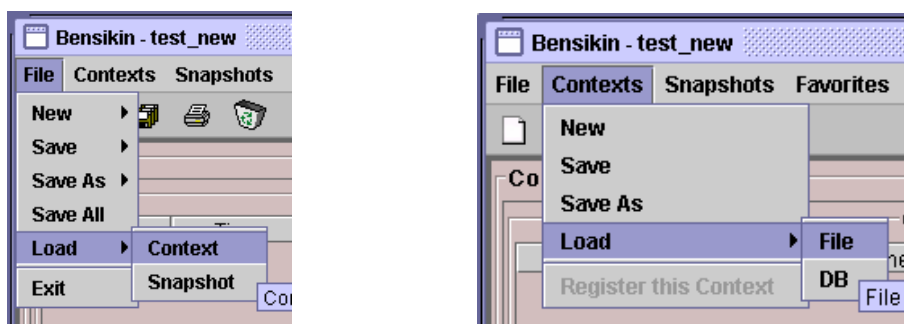 Bensikin - test_new
File Contexts Snapshots
New
Save
Save As
Save All
Load Context
Exit Snapshot
Bensikin - test_new
File Contexts Snapshots Favorites
New
Co
Save
Save As
Load File
Register this Context DB
File